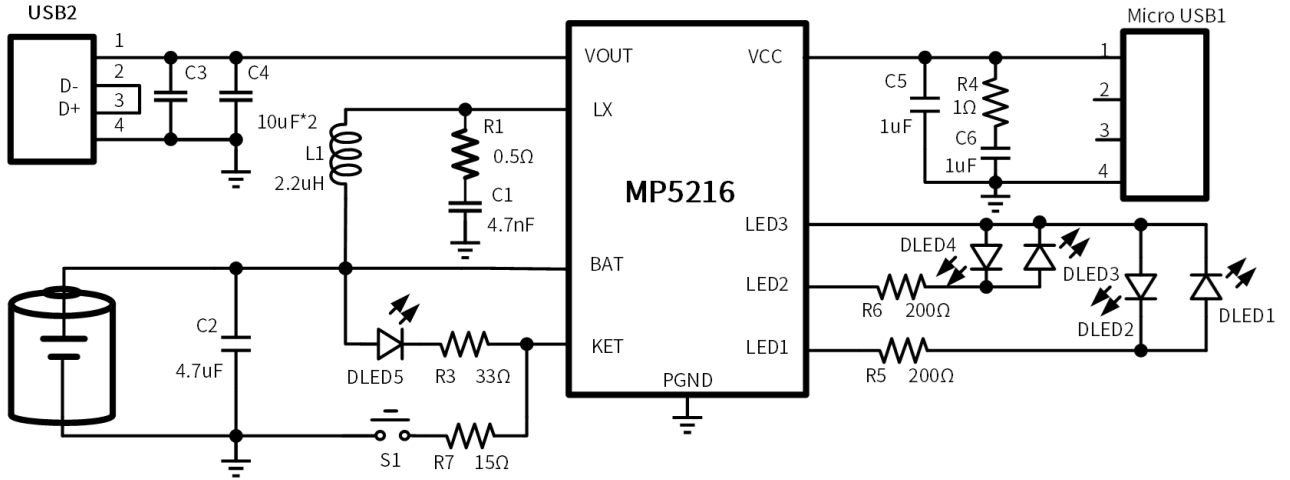 USB2
Micro USB1
1
2
3
4
D-
D+
C3
C4
10uF*2
L1
2.2uH
R1
0.5Ω
C1
4.7nF
VOUT
LX
BAT
KET
MP5216
PGND
VCC
LED3
LED2
LED1
C5
1uF
R4
1Ω
C6
1uF
1
2
3
4
DLED4
DLED3
R6
200Ω
DLED2
DLED1
R5
200Ω
C2
4.7uF
DLED5
R3
33Ω
S1
R7
15Ω